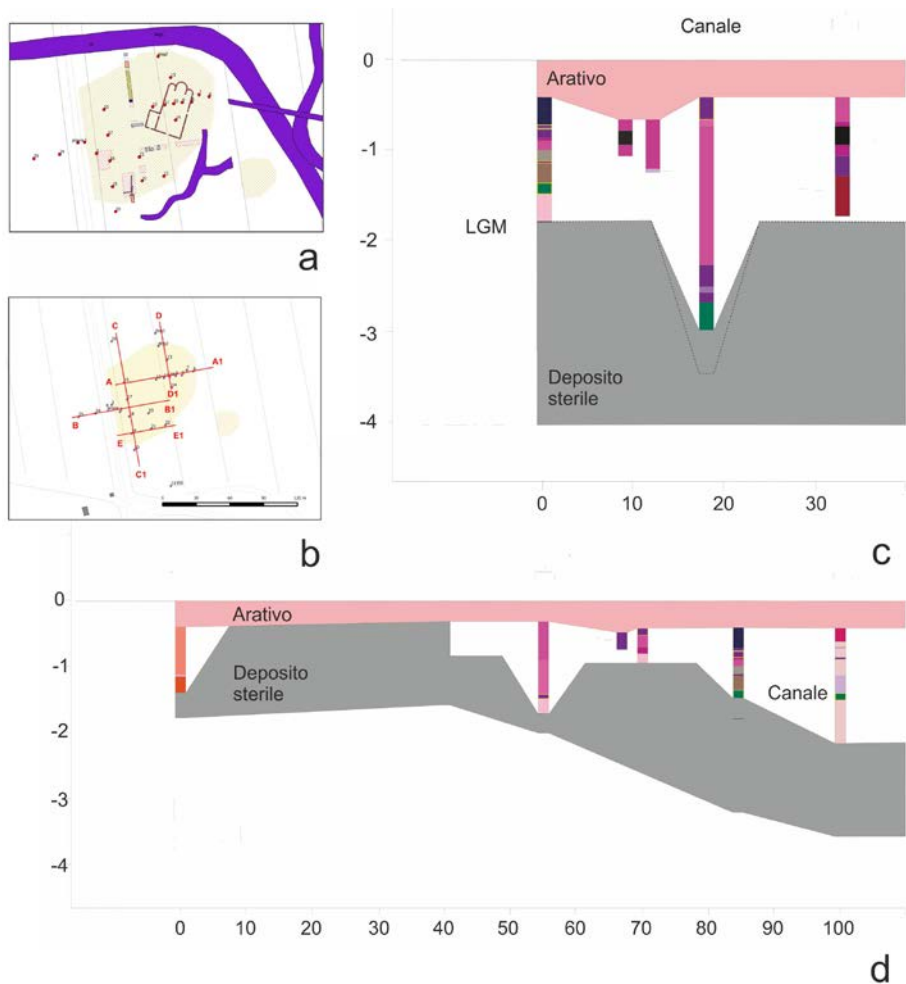 a
C
D
A1
A
D1
B1
B
E
E1
C1
b
Canale
0
Arativo
-1
LGM
-2
-3
Deposito
sterile
-4
0 10 20 30
c
0
Arativo
-1
Deposito
sterile
Canale
-2
-3
-4
0 10 20 30 40 50 60 70 80 90 100
d